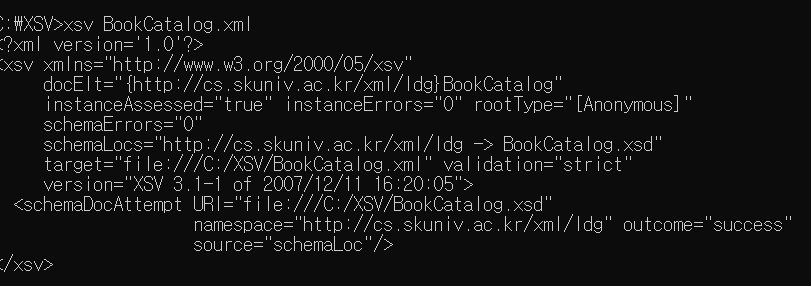 C:₩XSV>xsv BookCatalog.xml
<?xml version='1.0'?>
<xsv xmlns="http://www.w3.org/2000/05/xsv"
docElt="{http://cs.skuniv.ac.kr/xml/ldg}BookCatalog"
instanceAssessed="true" instanceErrors="0" rootType="[Anonymous]"
schemaErrors="0"
schemaLocs="http://cs.skuniv.ac.kr/xml/ldg -> BookCatalog.xsd"
target="file:///C:/XSV/BookCatalog.xml" validation="strict"
version="XSV 3.1-1 of 2007/12/11 16:20:05">
<schemaDocAttempt URI="file:///C:/XSV/BookCatalog.xsd"
namespace="http://cs.skuniv.ac.kr/xml/ldg" outcome="success"
source="schemaLoc"/>
</xsv>